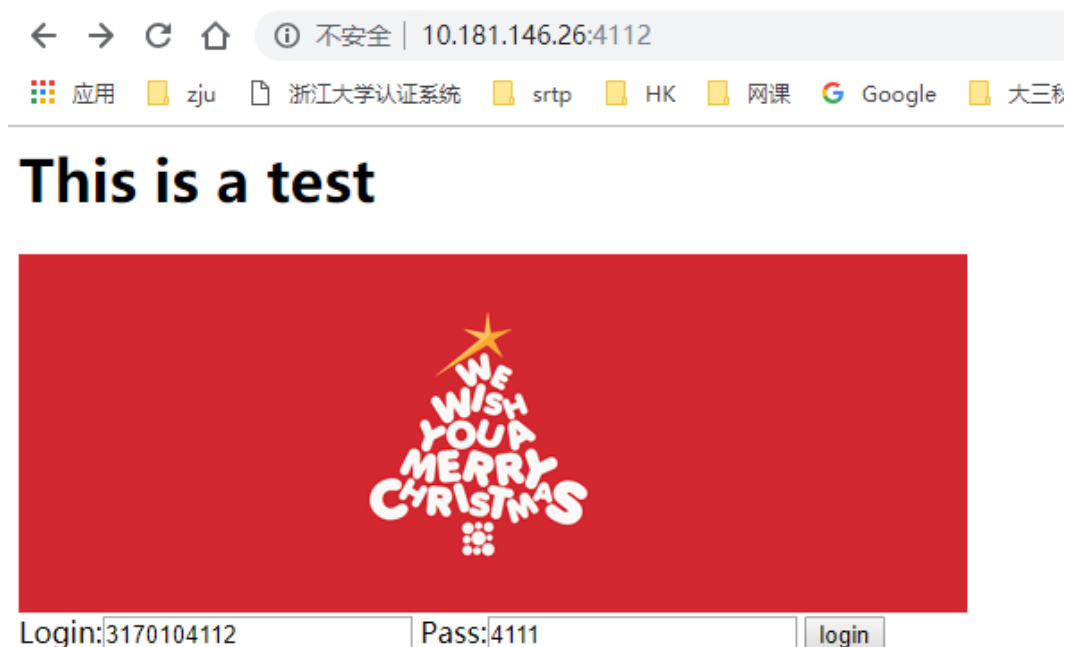 不安全 | 10.181.146.26:4112
应用 zju 浙江大学认证系统 srtp HK 网课 G Google 大三秋
This is a test
WE
WISH
YOU A
MERRY
CHRISTMAS
Login:3170104112 Pass:4111 login